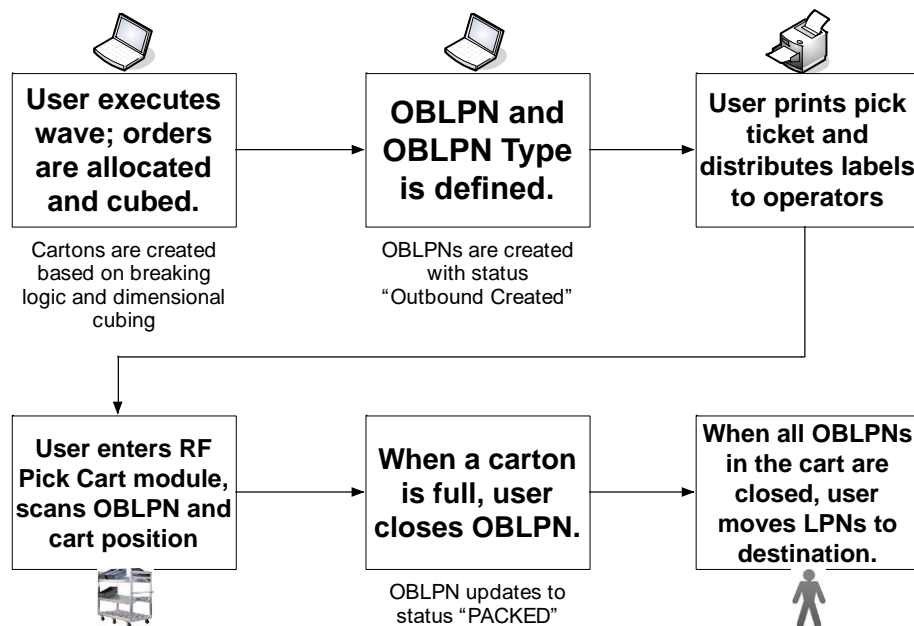 User executes
wave; orders
are allocated
and cubed.
Cartons are created
based on breaking
logic and dimensional
cubing
OBLPN and
OBLPN Type
is defined.
OBLPNs are created
with status
“Outbound Created”
User prints pick
ticket and
distributes labels
to operators
User enters RF
Pick Cart module,
scans OBLPN and
cart position
When a carton
is full, user
closes OBLPN.
OBLPN updates to
status “PACKED”
When all OBLPNs
in the cart are
closed, user
moves LPNs to
destination.